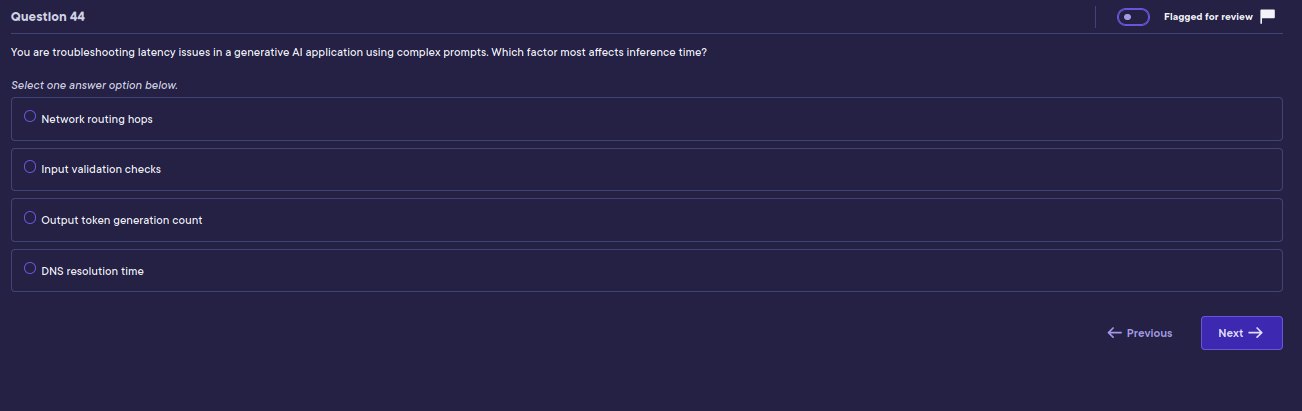 Question 44
Flagged for review
You are troubleshooting latency issues in a generative AI application using complex prompts. Which factor most affects inference time?
Select one answer option below.
Network routing hops
Input validation checks
Output token generation count
DNS resolution time
Previous
Next